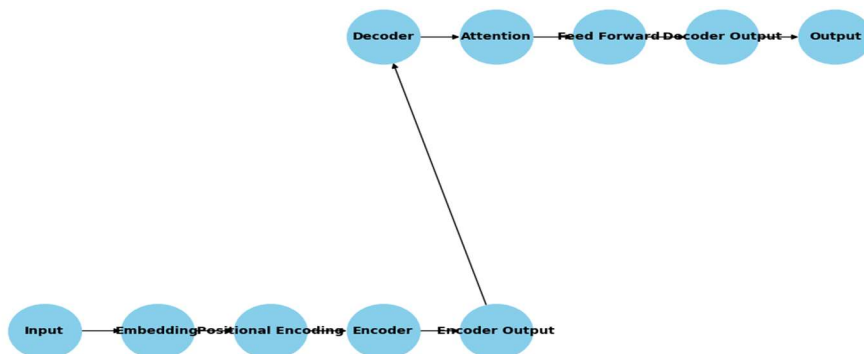 Decoder Attention Feed Forward Decoder Output Output
Input Embedding Positional Encoding Encoder Encoder Output